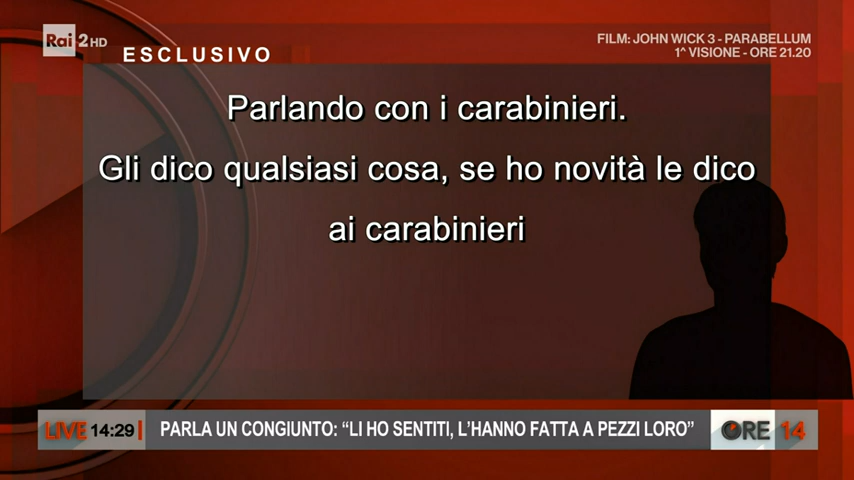 Rai 2HD
ESCLUSIVO
FILM: JOHN WICK 3 - PARABELLUM
1^ VISIONE - ORE 21.20
Parlando con i carabinieri.
Gli dico qualsiasi cosa, se ho novità le dico
ai carabinieri
LIVE 14:29
PARLA UN CONGIUNTO: “LI HO SENTITI, L’HANNO FATTA A PEZZI LORO”
ORE 14